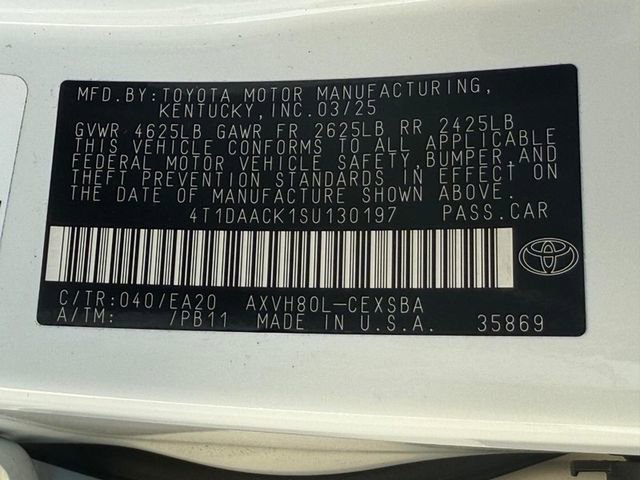 MFD.BY:TOYOTA MOTOR MANUFACTURING,
KENTUCKY,INC.03/25
GVWR 4625LB GAWR FR 2625LB RR 2425LB
THIS VEHICLE CONFORMS TO ALL APPLICABLE
FEDERAL MOTOR VEHICLE SAFETY,BUMPER,AND
THEFT PREVENTION STANDARDS IN EFFECT ON
THE DATE OF MANUFACTURE SHOWN ABOVE.
4T1DAACK1SU130197 PASS.CAR
C/TR:040/EA20 AXVH80L-CEXSBA
A/TM: /PB11 MADE IN U.S.A. 35869